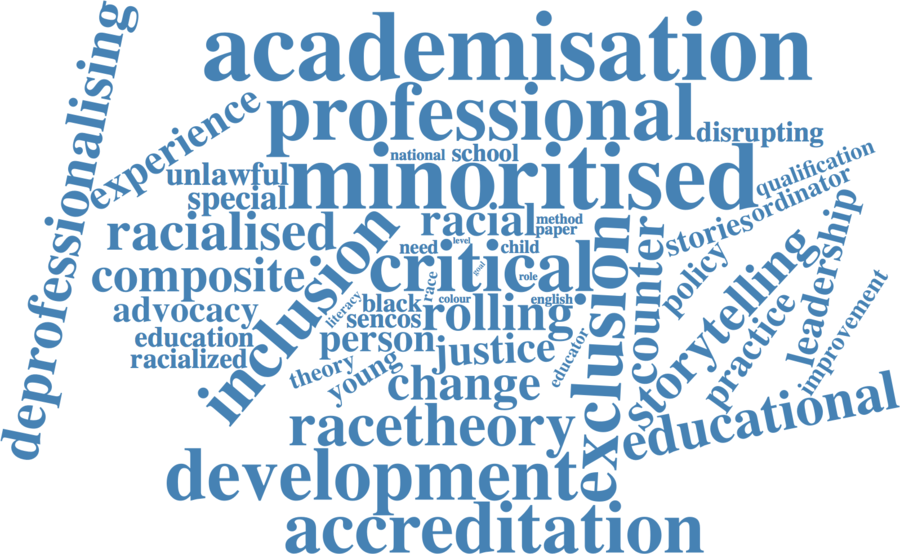 academisation
deprofessionalising
experience
professional
disrupting
national
school
unlawful
minoritised
qualification
special
ordinator
racialised
inclusion
racial
method
paper
stories
leadership
need
level
child
exclusion
counter
critical
goal
role
race
composite
policy
storytelling
advocacy
literacy
black
colour
english
sencos
rolling
improvement
education
person
justice
educator
practice
racialized
theory
young
change
racetheory
educational
development
accreditation